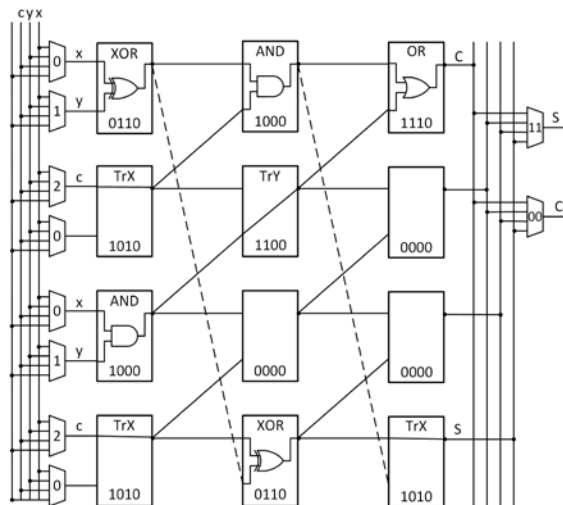 c y x
0 x XOR AND OR C
1 y 0110 1000 1110
11 S
2 c TrX TrY
0 1010 1100 0000
00 C
0 x AND
1 y 1000 0000 0000
2 c TrX XOR TrX S
0 1010 0110 1010